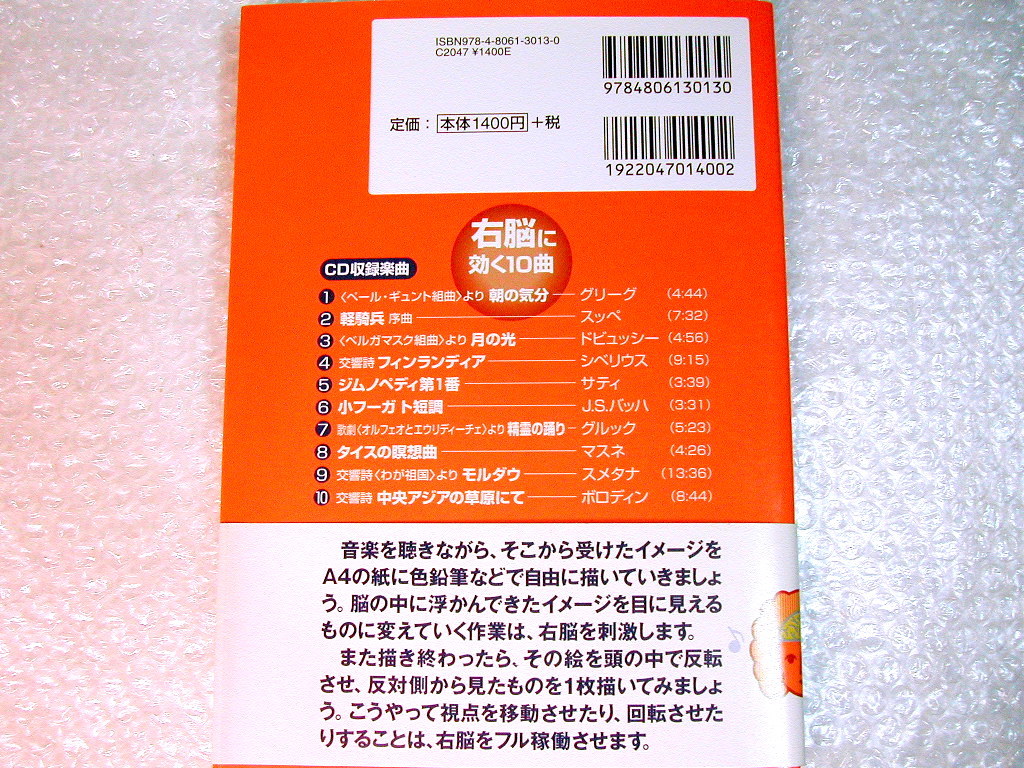 ISBN978-4-8061-3013-0
C2047 ¥1400E
9784806130130
定価：本体1400円＋税
1922047014002
右脳に
効く10曲
CD収録楽曲
1 〈ペール・ギュント組曲〉より 朝の気分 グリーグ (4:44)
2 軽騎兵 序曲 スッペ (7:32)
3 〈ベルガマスク組曲〉より 月の光 ドビュッシー (4:56)
4 交響詩 フィンランディア シベリウス (9:15)
5 ジムノペディ第1番 サティ (3:39)
6 小フーガ ト短調 J.S.バッハ (3:31)
7 歌劇〈オルフェオとエウリディーチェ〉より 精霊の踊り グルック (5:23)
8 タイスの瞑想曲 マスネ (4:26)
9 交響詩〈わが祖国〉より モルダウ スメタナ (13:36)
10 交響詩 中央アジアの草原にて ボロディン (8:44)
音楽を聴きながら、そこから受けたイメージを
A4の紙に色鉛筆などで自由に描いていきましょ
う。脳の中に浮かんできたイメージを目に見える
ものに変えていく作業は、右脳を刺激します。
また描き終わったら、その絵を頭の中で反転
させ、反対側から見たものを1枚描いてみましょ
う。こうやって視点を移動させたり、回転させた
りすることは、右脳をフル稼働させます。